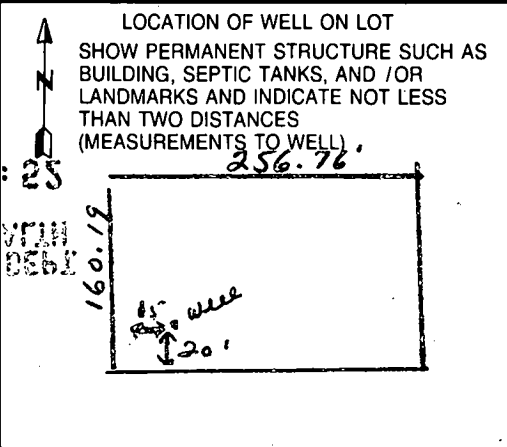 LOCATION OF WELL ON LOT
SHOW PERMANENT STRUCTURE SUCH AS
BUILDING, SEPTIC TANKS, AND /OR
LANDMARKS AND INDICATE NOT LESS
THAN TWO DISTANCES
(MEASUREMENTS TO WELL)
N
256.76'
: 25
160.19
well
20'